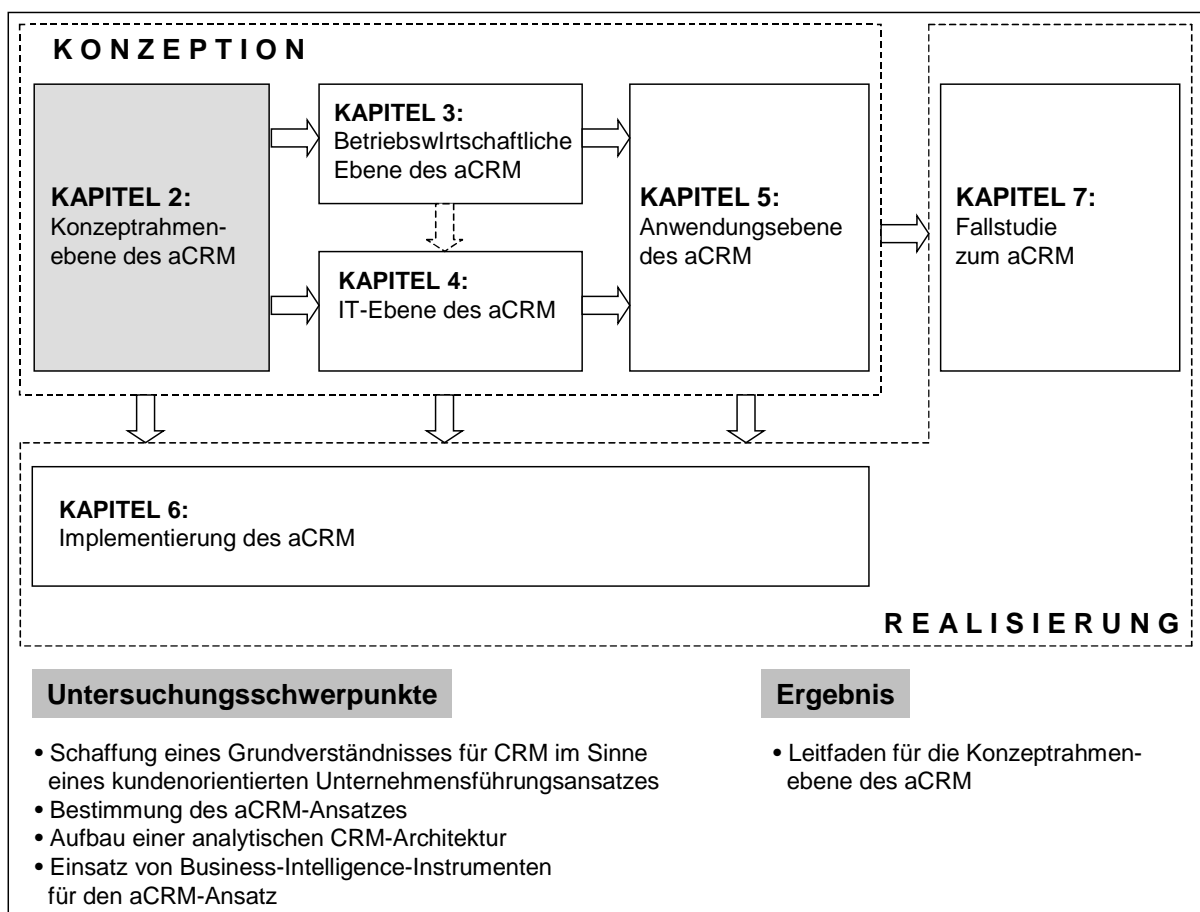 KONZEPTION
KAPITEL 2:
Konzeptrahmen-
ebene des aCRM
KAPITEL 3:
BetriebswIrtschaftliche
Ebene des aCRM
KAPITEL 4:
IT-Ebene des aCRM
KAPITEL 5:
Anwendungsebene
des aCRM
KAPITEL 7:
Fallstudie
zum aCRM
KAPITEL 6:
Implementierung des aCRM
REALISIERUNG
Untersuchungsschwerpunkte
• Schaffung eines Grundverständnisses für CRM im Sinne
eines kundenorientierten Unternehmensführungsansatzes
• Bestimmung des aCRM-Ansatzes
• Aufbau einer analytischen CRM-Architektur
• Einsatz von Business-Intelligence-Instrumenten
für den aCRM-Ansatz
Ergebnis
• Leitfaden für die Konzeptrahmen-
ebene des aCRM